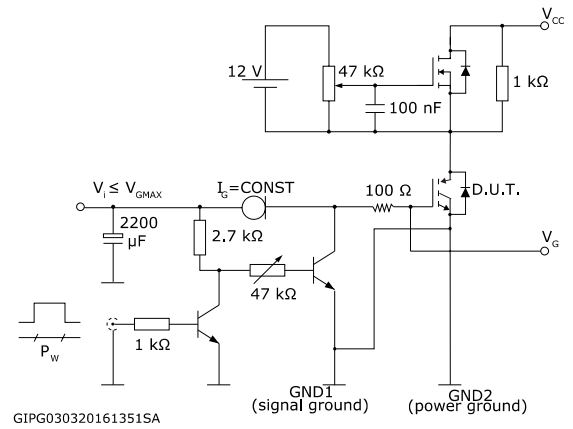 V_CC
12 V
47 kΩ
1 kΩ
100 nF
V_i ≤ V_GMAX
I_G=CONST
100 Ω
D.U.T.
2200
μF
2.7 kΩ
V_G
47 kΩ
P_W
1 kΩ
GND1
(signal ground)
GND2
(power ground)
GIPG030320161351SA